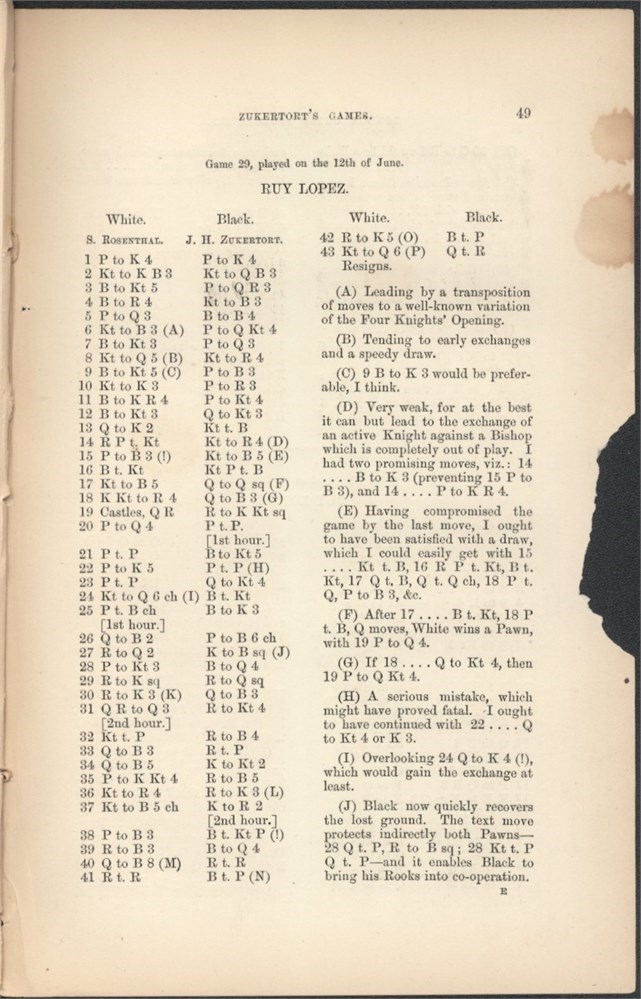 ZUKERTORT'S GAMES. 49
Game 29, played on the 12th of June.
RUY LOPEZ.
White. Black.
S. ROSENTHAL. J. H. ZUKERTORT.
1 P to K 4 P to K 4
2 Kt to K B 3 Kt to Q B 3
3 B to Kt 5 P to Q R 3
4 B to R 4 Kt to B 3
5 P to Q 3 B to B 4
6 Kt to B 3 (A) P to Q Kt 4
7 B to Kt 3 P to Q 3
8 Kt to Q 5 (B) Kt to R 4
9 B to Kt 5 (C) P to B 3
10 Kt to K 3 P to R 3
11 B to K R 4 P to Kt 4
12 B to Kt 3 Q to Kt 3
13 Q to K 2 Kt t. B
14 R P t. Kt Kt to R 4 (D)
15 P to B 3 (!) Kt to B 5 (E)
16 B t. Kt Kt P t. B
17 Kt to B 5 Q to Q sq (F)
18 K Kt to R 4 Q to B 3 (G)
19 Castles, Q R R to K Kt sq
20 P to Q 4 P t. P.
[1st hour.]
21 P t. P B to Kt 5
22 P to K 5 P t. P (H)
23 P t. P Q to Kt 4
24 Kt to Q 6 ch (I) B t. Kt
25 P t. B ch B to K 3
[1st hour.]
26 Q to B 2 P to B 6 ch
27 R to Q 2 K to B sq (J)
28 P to Kt 3 B to Q 4
29 R to K sq R to Q sq
30 R to K 3 (K) Q to B 3
31 Q R to Q 3 R to Kt 4
[2nd hour.]
32 Kt t. P R to B 4
33 Q to B 3 R t. P
34 Q to B 5 K to Kt 2
35 P to K Kt 4 R to B 5
36 Kt to R 4 R to K 3 (L)
37 Kt to B 5 ch K to R 2
[2nd hour.]
38 P to B 3 B t. Kt P (!)
39 R to B 3 B to Q 4
40 Q to B 8 (M) R t. R
41 R t. R B t. P (N)
White. Black.
42 R to K 5 (O) B t. P
43 Kt to Q 6 (P) Q t. R
Resigns.
(A) Leading by a transposition
of moves to a well-known variation
of the Four Knights' Opening.
(B) Tending to early exchanges
and a speedy draw.
(C) 9 B to K 3 would be prefer-
able, I think.
(D) Very weak, for at the best
it can but lead to the exchange of
an active Knight against a Bishop
which is completely out of play. I
had two promising moves, viz.: 14
.... B to K 3 (preventing 15 P to
B 3), and 14 .... P to K R 4.
(E) Having compromised the
game by the last move, I ought
to have been satisfied with a draw,
which I could easily get with 15
.... Kt t. B, 16 R P t. Kt, B t.
Kt, 17 Q t. B, Q t. Q ch, 18 P t.
Q, P to B 3, &c.
(F) After 17 .... B t. Kt, 18 P
t. B, Q moves, White wins a Pawn,
with 19 P to Q 4.
(G) If 18 .... Q to Kt 4, then
19 P to Q Kt 4.
(H) A serious mistake, which
might have proved fatal. I ought
to have continued with 22 .... Q
to Kt 4 or K 3.
(I) Overlooking 24 Q to K 4 (!),
which would gain the exchange at
least.
(J) Black now quickly recovers
the lost ground. The text move
protects indirectly both Pawns—
28 Q t. P, R to B sq; 28 Kt t. P
Q t. P—and it enables Black to
bring his Rooks into co-operation.
E